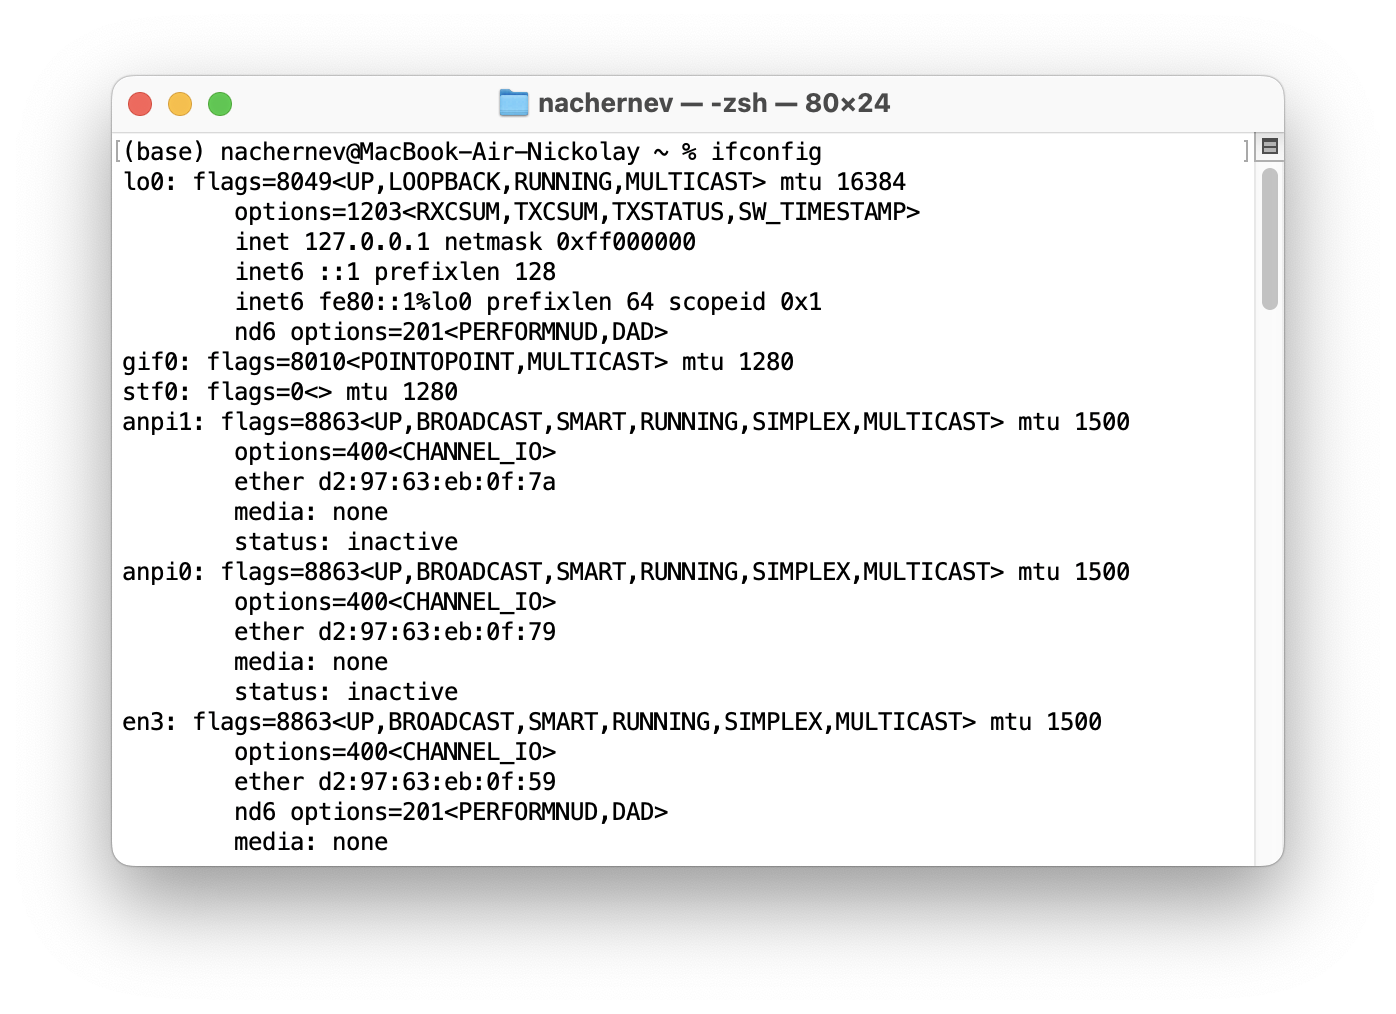 nachernev — -zsh — 80×24
(base) nachernev@MacBook-Air-Nickolay ~ % ifconfig
lo0: flags=8049<UP,LOOPBACK,RUNNING,MULTICAST> mtu 16384
options=1203<RXCSUM,TXCSUM,TXSTATUS,SW_TIMESTAMP>
inet 127.0.0.1 netmask 0xff000000
inet6 ::1 prefixlen 128
inet6 fe80::1%lo0 prefixlen 64 scopeid 0x1
nd6 options=201<PERFORMNUD,DAD>
gif0: flags=8010<POINTOPOINT,MULTICAST> mtu 1280
stf0: flags=0<> mtu 1280
anpi1: flags=8863<UP,BROADCAST,SMART,RUNNING,SIMPLEX,MULTICAST> mtu 1500
options=400<CHANNEL_IO>
ether d2:97:63:eb:0f:7a
media: none
status: inactive
anpi0: flags=8863<UP,BROADCAST,SMART,RUNNING,SIMPLEX,MULTICAST> mtu 1500
options=400<CHANNEL_IO>
ether d2:97:63:eb:0f:79
media: none
status: inactive
en3: flags=8863<UP,BROADCAST,SMART,RUNNING,SIMPLEX,MULTICAST> mtu 1500
options=400<CHANNEL_IO>
ether d2:97:63:eb:0f:59
nd6 options=201<PERFORMNUD,DAD>
media: none